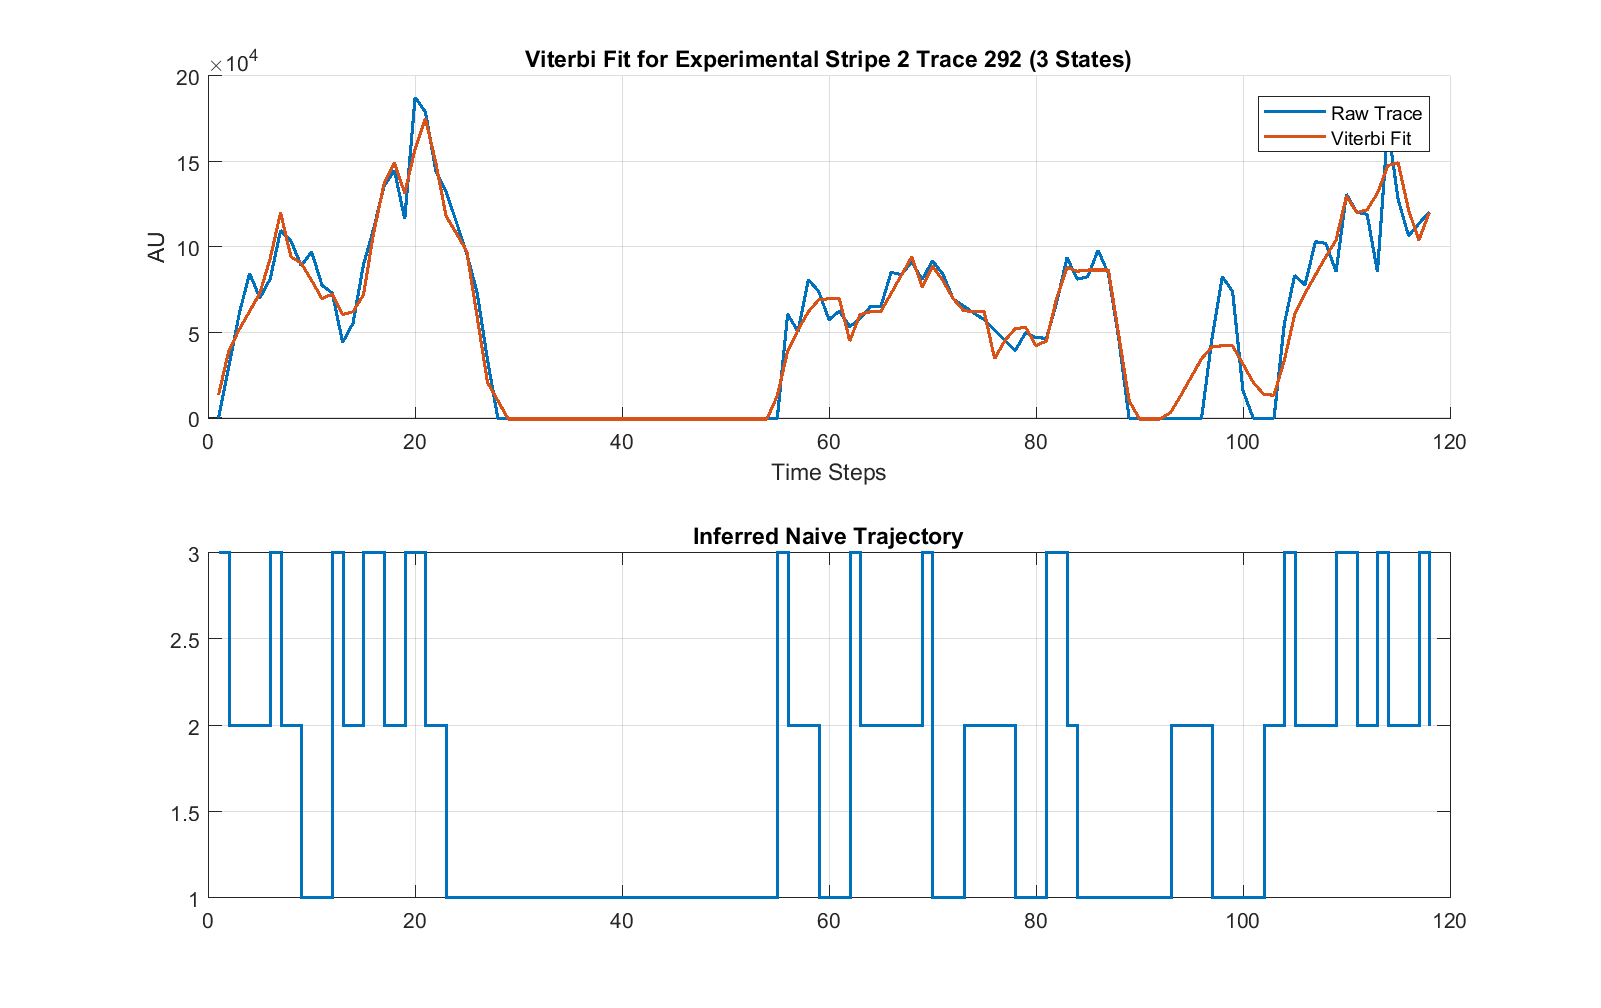 Viterbi Fit for Experimental Stripe 2 Trace 292 (3 States)
×10⁴
20
15
10
5
0
AU
Raw Trace
Viterbi Fit
0 20 40 60 80 100 120
Time Steps
Inferred Naive Trajectory
3
2.5
2
1.5
1
0 20 40 60 80 100 120